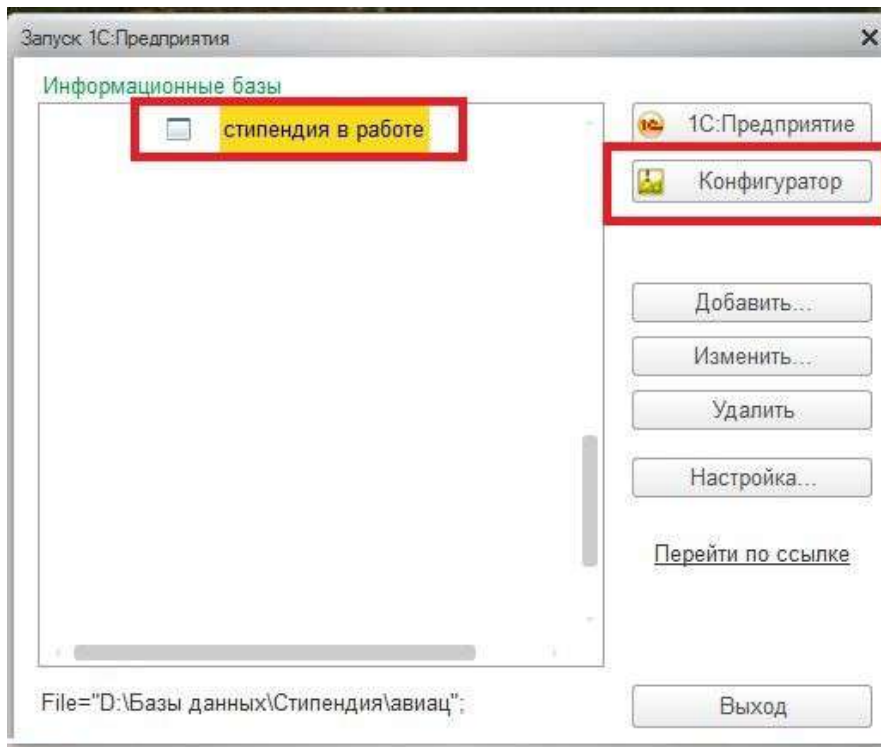 Запуск 1С:Предприятия
Информационные базы
стипендия в работе
1С:Предприятие
Конфигуратор
Добавить...
Изменить...
Удалить
Настройка...
Перейти по ссылке
File="D:\Базы данных\Стипендия\авиац";
Выход